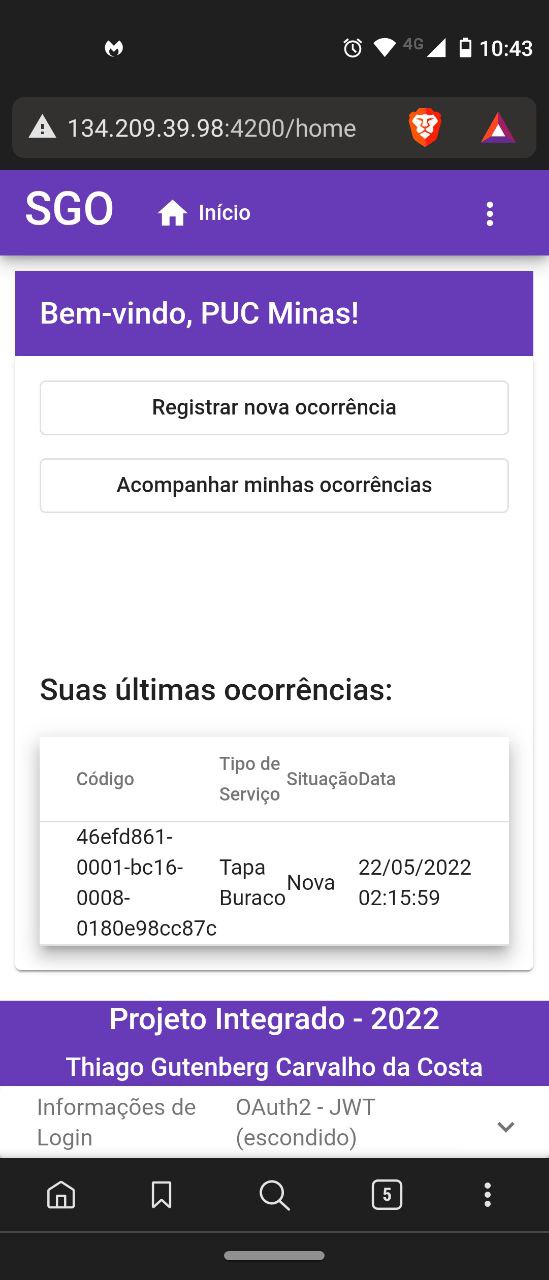 4G 10:43
134.209.39.98:4200/home
SGO Início
Bem-vindo, PUC Minas!
Registrar nova ocorrência
Acompanhar minhas ocorrências
Suas últimas ocorrências:
Código Tipo de Serviço Situação Data
46efd861-0001-bc16-0008-0180e98cc87c Tapa Buraco Nova 22/05/2022 02:15:59
Projeto Integrado - 2022
Thiago Gutenberg Carvalho da Costa
Informações de Login OAuth2 - JWT (escondido)
5